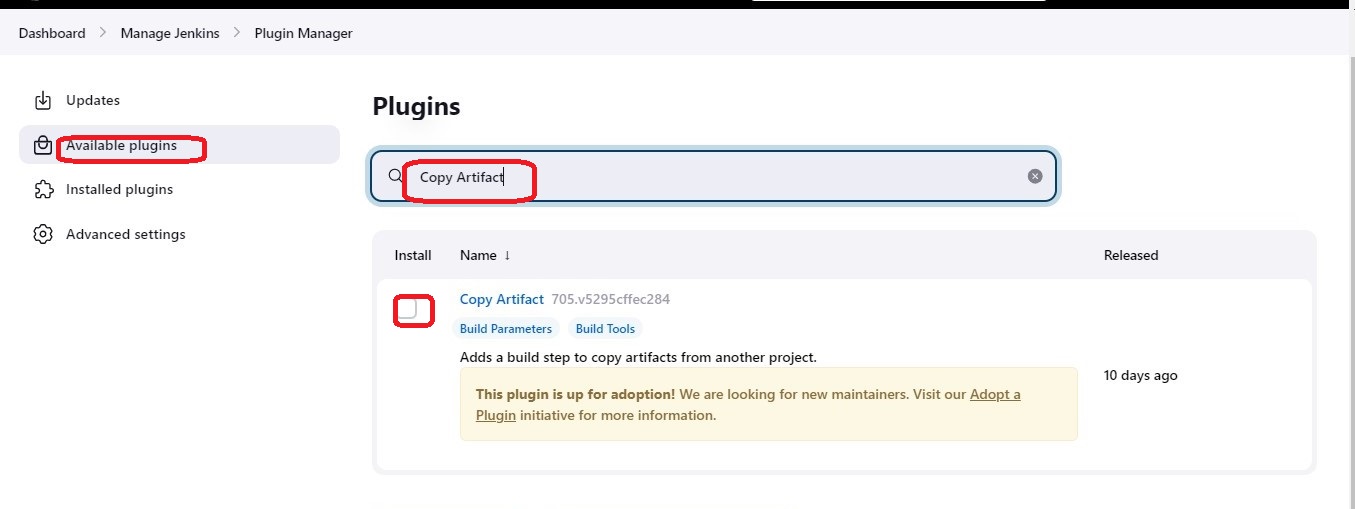 Dashboard > Manage Jenkins > Plugin Manager
Updates
Available plugins
Installed plugins
Advanced settings
Plugins
Copy Artifact
Install Name ↓ Released
Copy Artifact 705.v5295cffec284
Build Parameters Build Tools
Adds a build step to copy artifacts from another project.
This plugin is up for adoption! We are looking for new maintainers. Visit our Adopt a
Plugin initiative for more information.
10 days ago